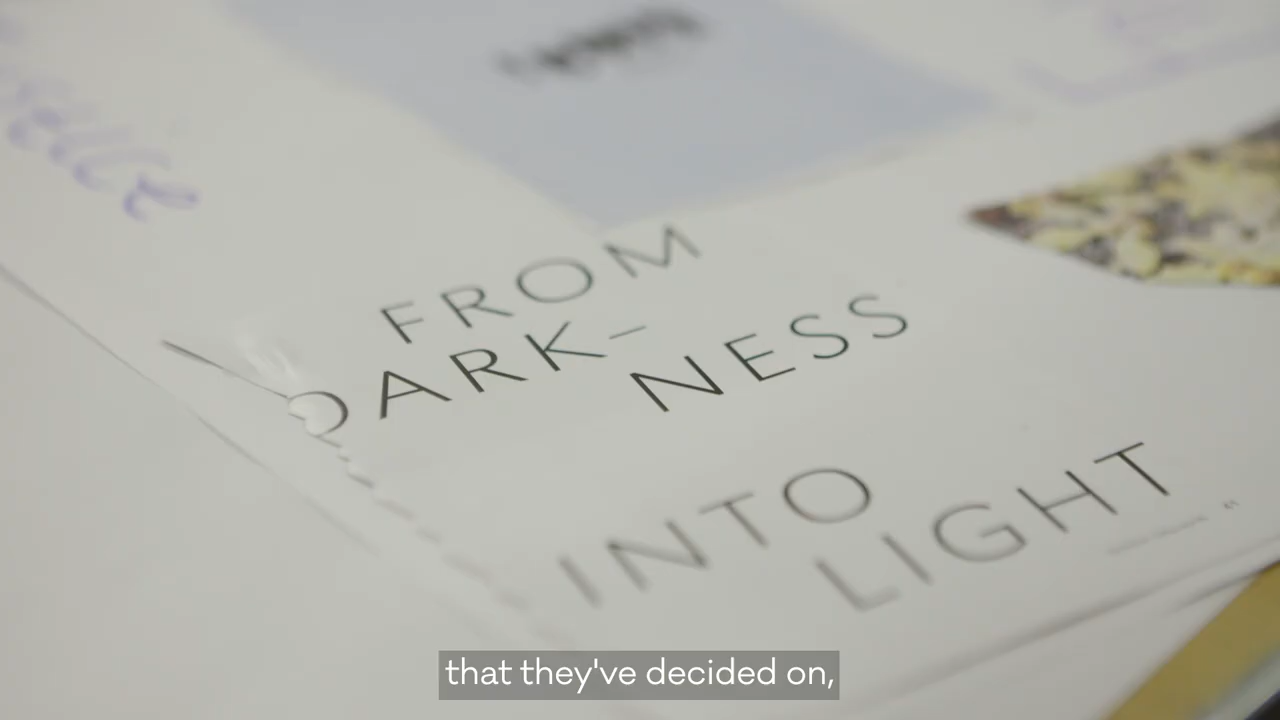 FROM
DARK-
NESS
INTO
LIGHT
that they've decided on,